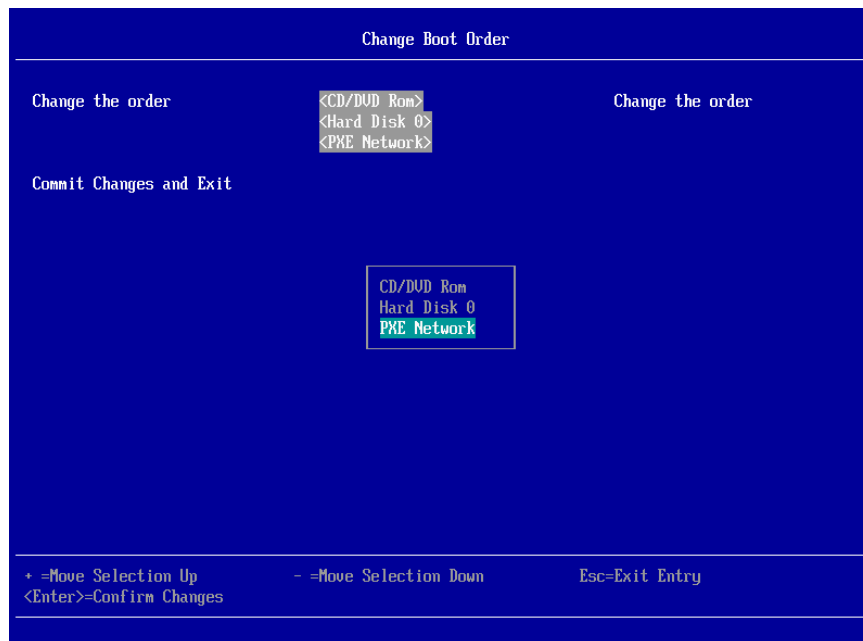 Change Boot Order
Change the order <CD/DVD Rom> Change the order
<Hard Disk 0>
<PXE Network>
Commit Changes and Exit
CD/DVD Rom
Hard Disk 0
PXE Network
+ =Move Selection Up - =Move Selection Down Esc=Exit Entry
<Enter>=Confirm Changes